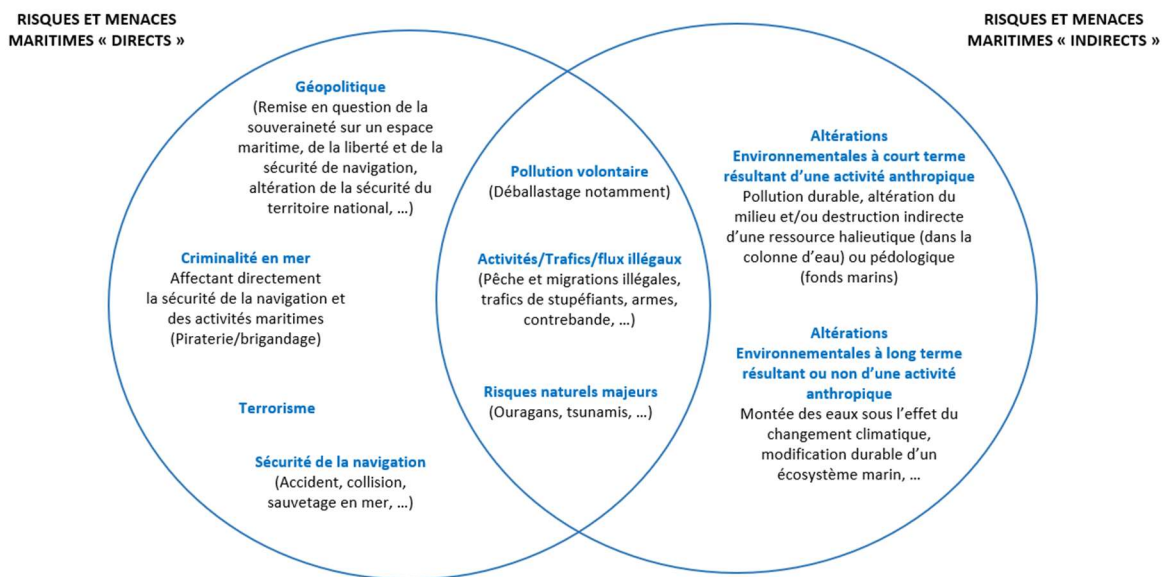 RISQUES ET MENACES
MARITIMES « DIRECTS »
RISQUES ET MENACES
MARITIMES « INDIRECTS »
Géopolitique
(Remise en question de la
souveraineté sur un espace
maritime, de la liberté et de la
sécurité de navigation,
altération de la sécurité du
territoire national, …)
Criminalité en mer
Affectant directement
la sécurité de la navigation et
des activités maritimes
(Piraterie/brigandage)
Terrorisme
Sécurité de la navigation
(Accident, collision,
sauvetage en mer, …)
Pollution volontaire
(Déballastage notamment)
Activités/Trafics/flux illégaux
(Pêche et migrations illégales,
trafics de stupéfiants, armes,
contrebande, …)
Risques naturels majeurs
(Ouragans, tsunamis, …)
Altérations
Environnementales à court terme
résultant d’une activité anthropique
Pollution durable, altération du
milieu et/ou destruction indirecte
d’une ressource halieutique (dans la
colonne d’eau) ou pédologique
(fonds marins)
Altérations
Environnementales à long terme
résultant ou non d’une activité
anthropique
Montée des eaux sous l’effet du
changement climatique,
modification durable d’un
écosystème marin, …